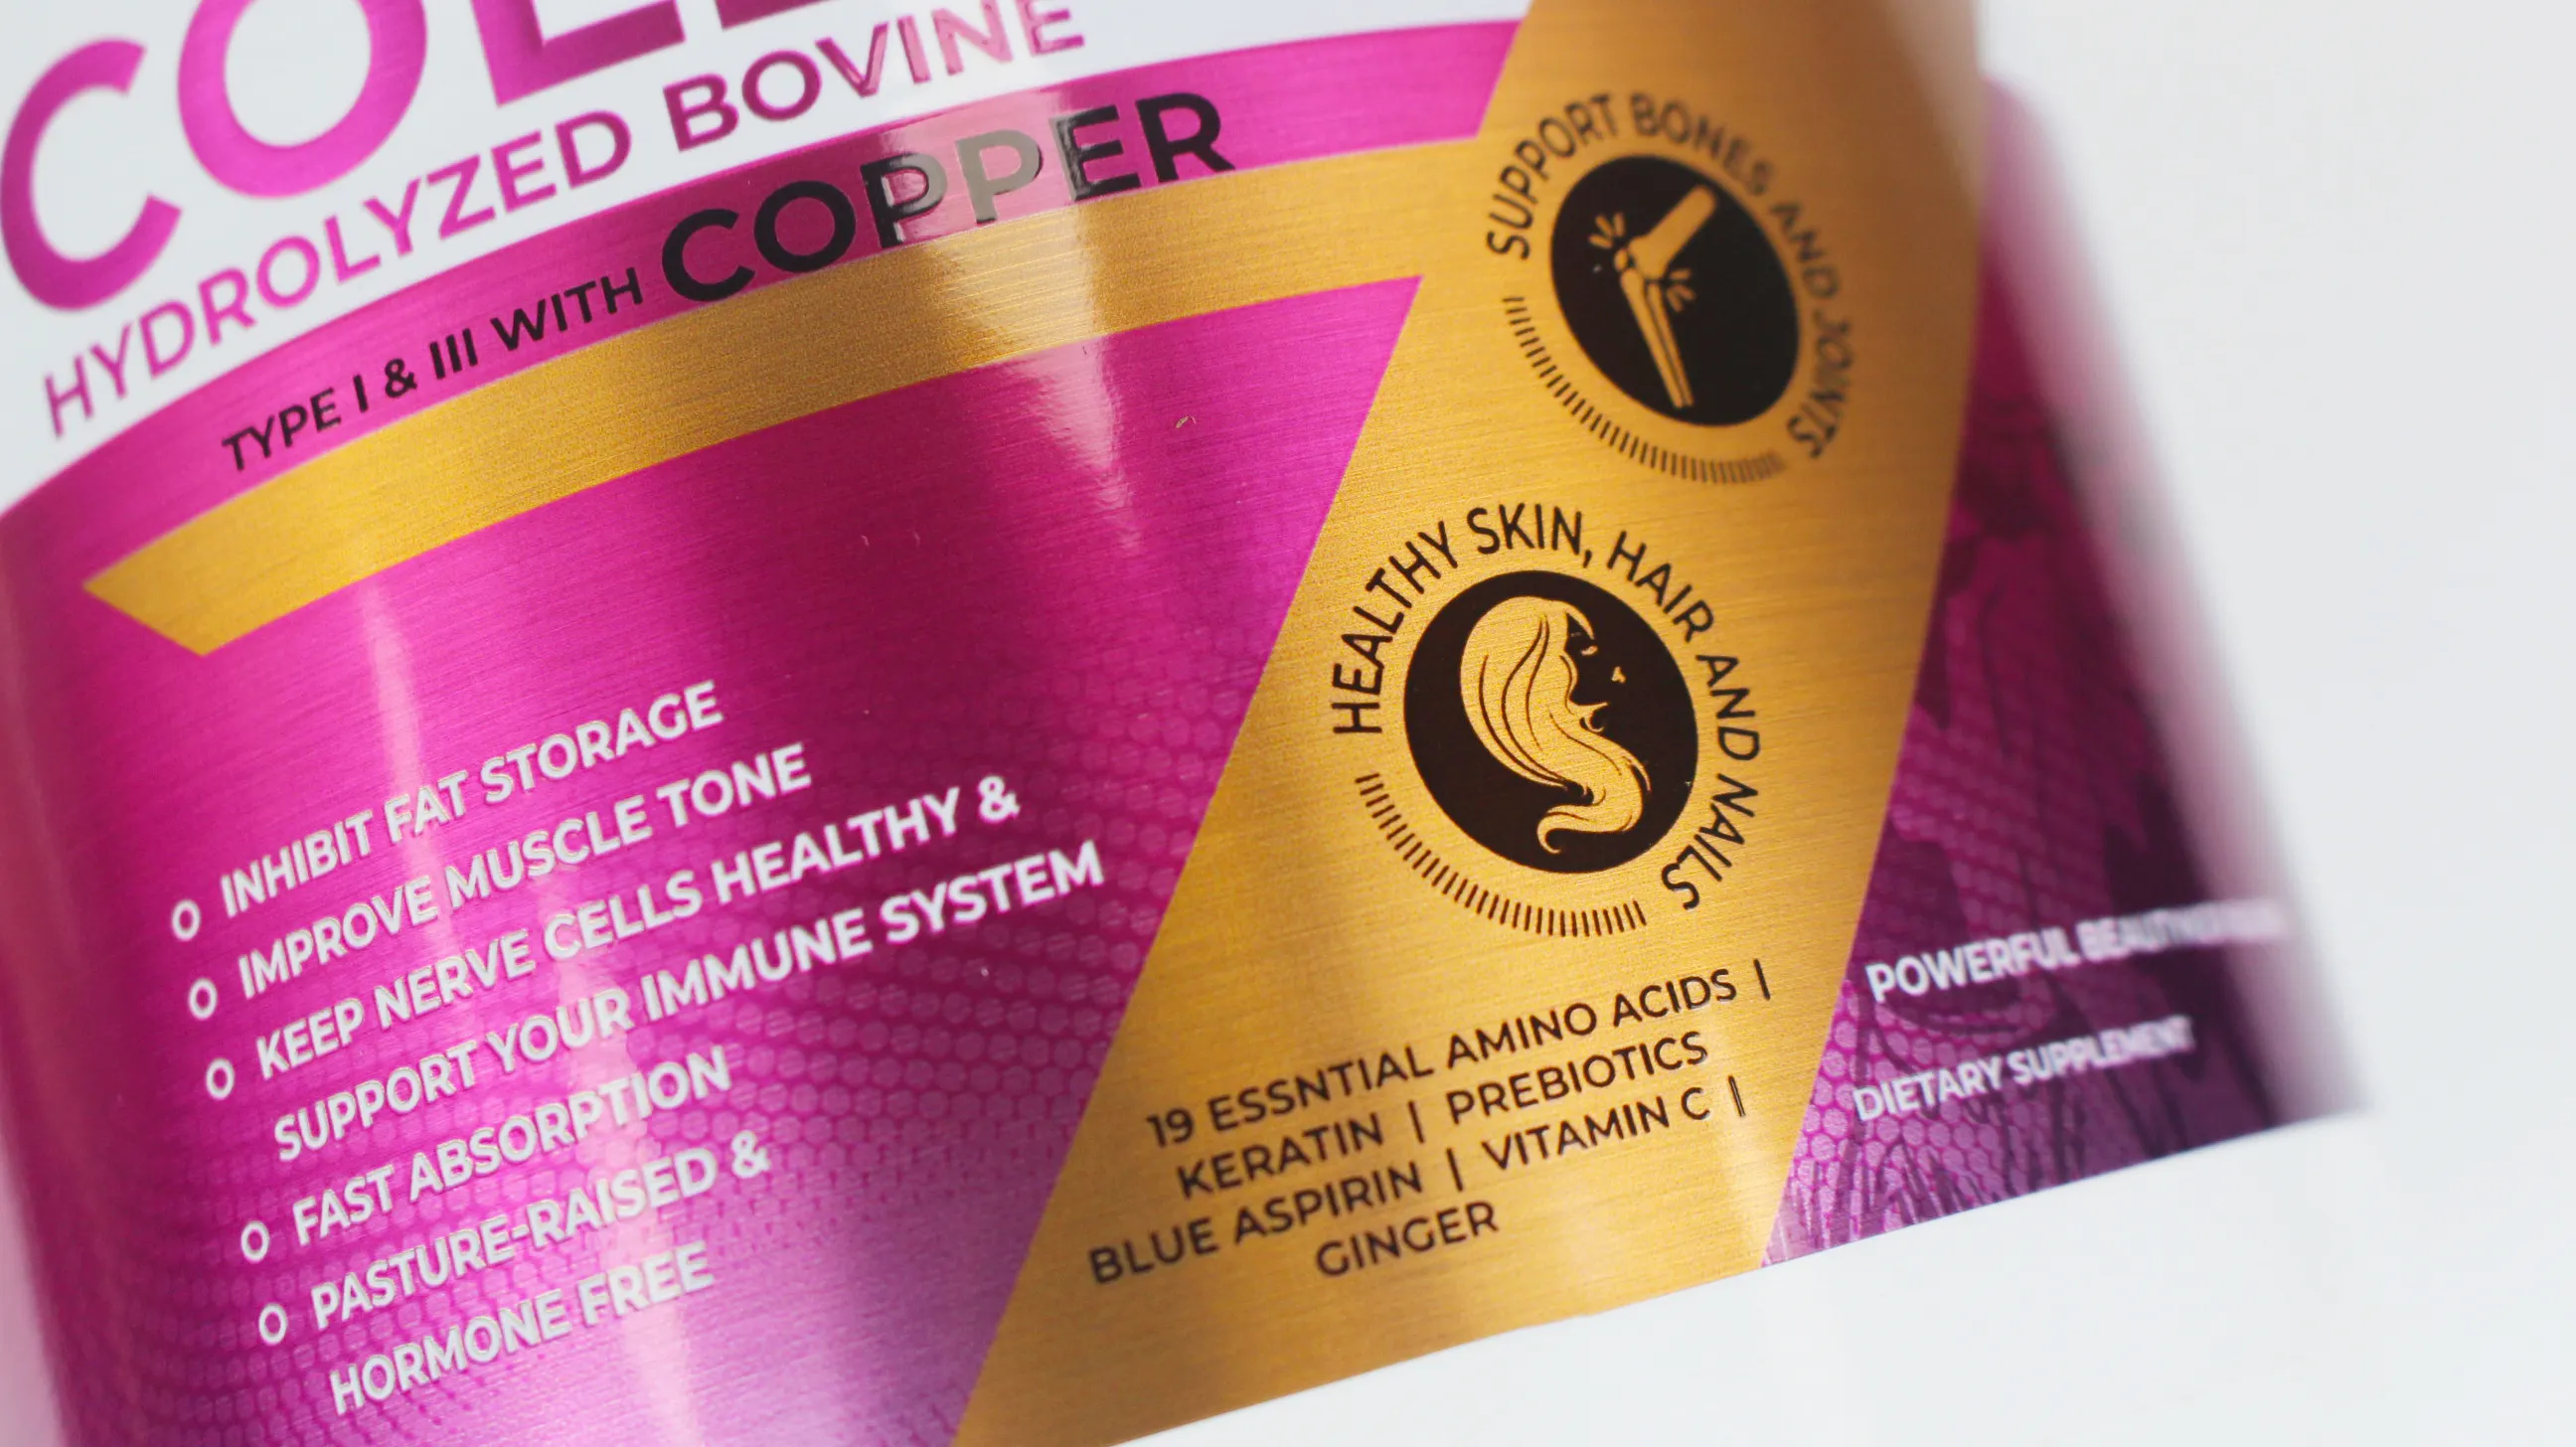 COLL
HYDROLYZED BOVINE
TYPE I & III WITH COPPER
INHIBIT FAT STORAGE
IMPROVE MUSCLE TONE
KEEP NERVE CELLS HEALTHY &
SUPPORT YOUR IMMUNE SYSTEM
FAST ABSORPTION
PASTURE-RAISED &
HORMONE FREE
SUPPORT BONES AND JOINTS
HEALTHY SKIN, HAIR AND NAILS
19 ESSNTIAL AMINO ACIDS |
KERATIN | PREBIOTICS
BLUE ASPIRIN | VITAMIN C |
GINGER
POWERFUL
DIETARY SUPPLEMENT